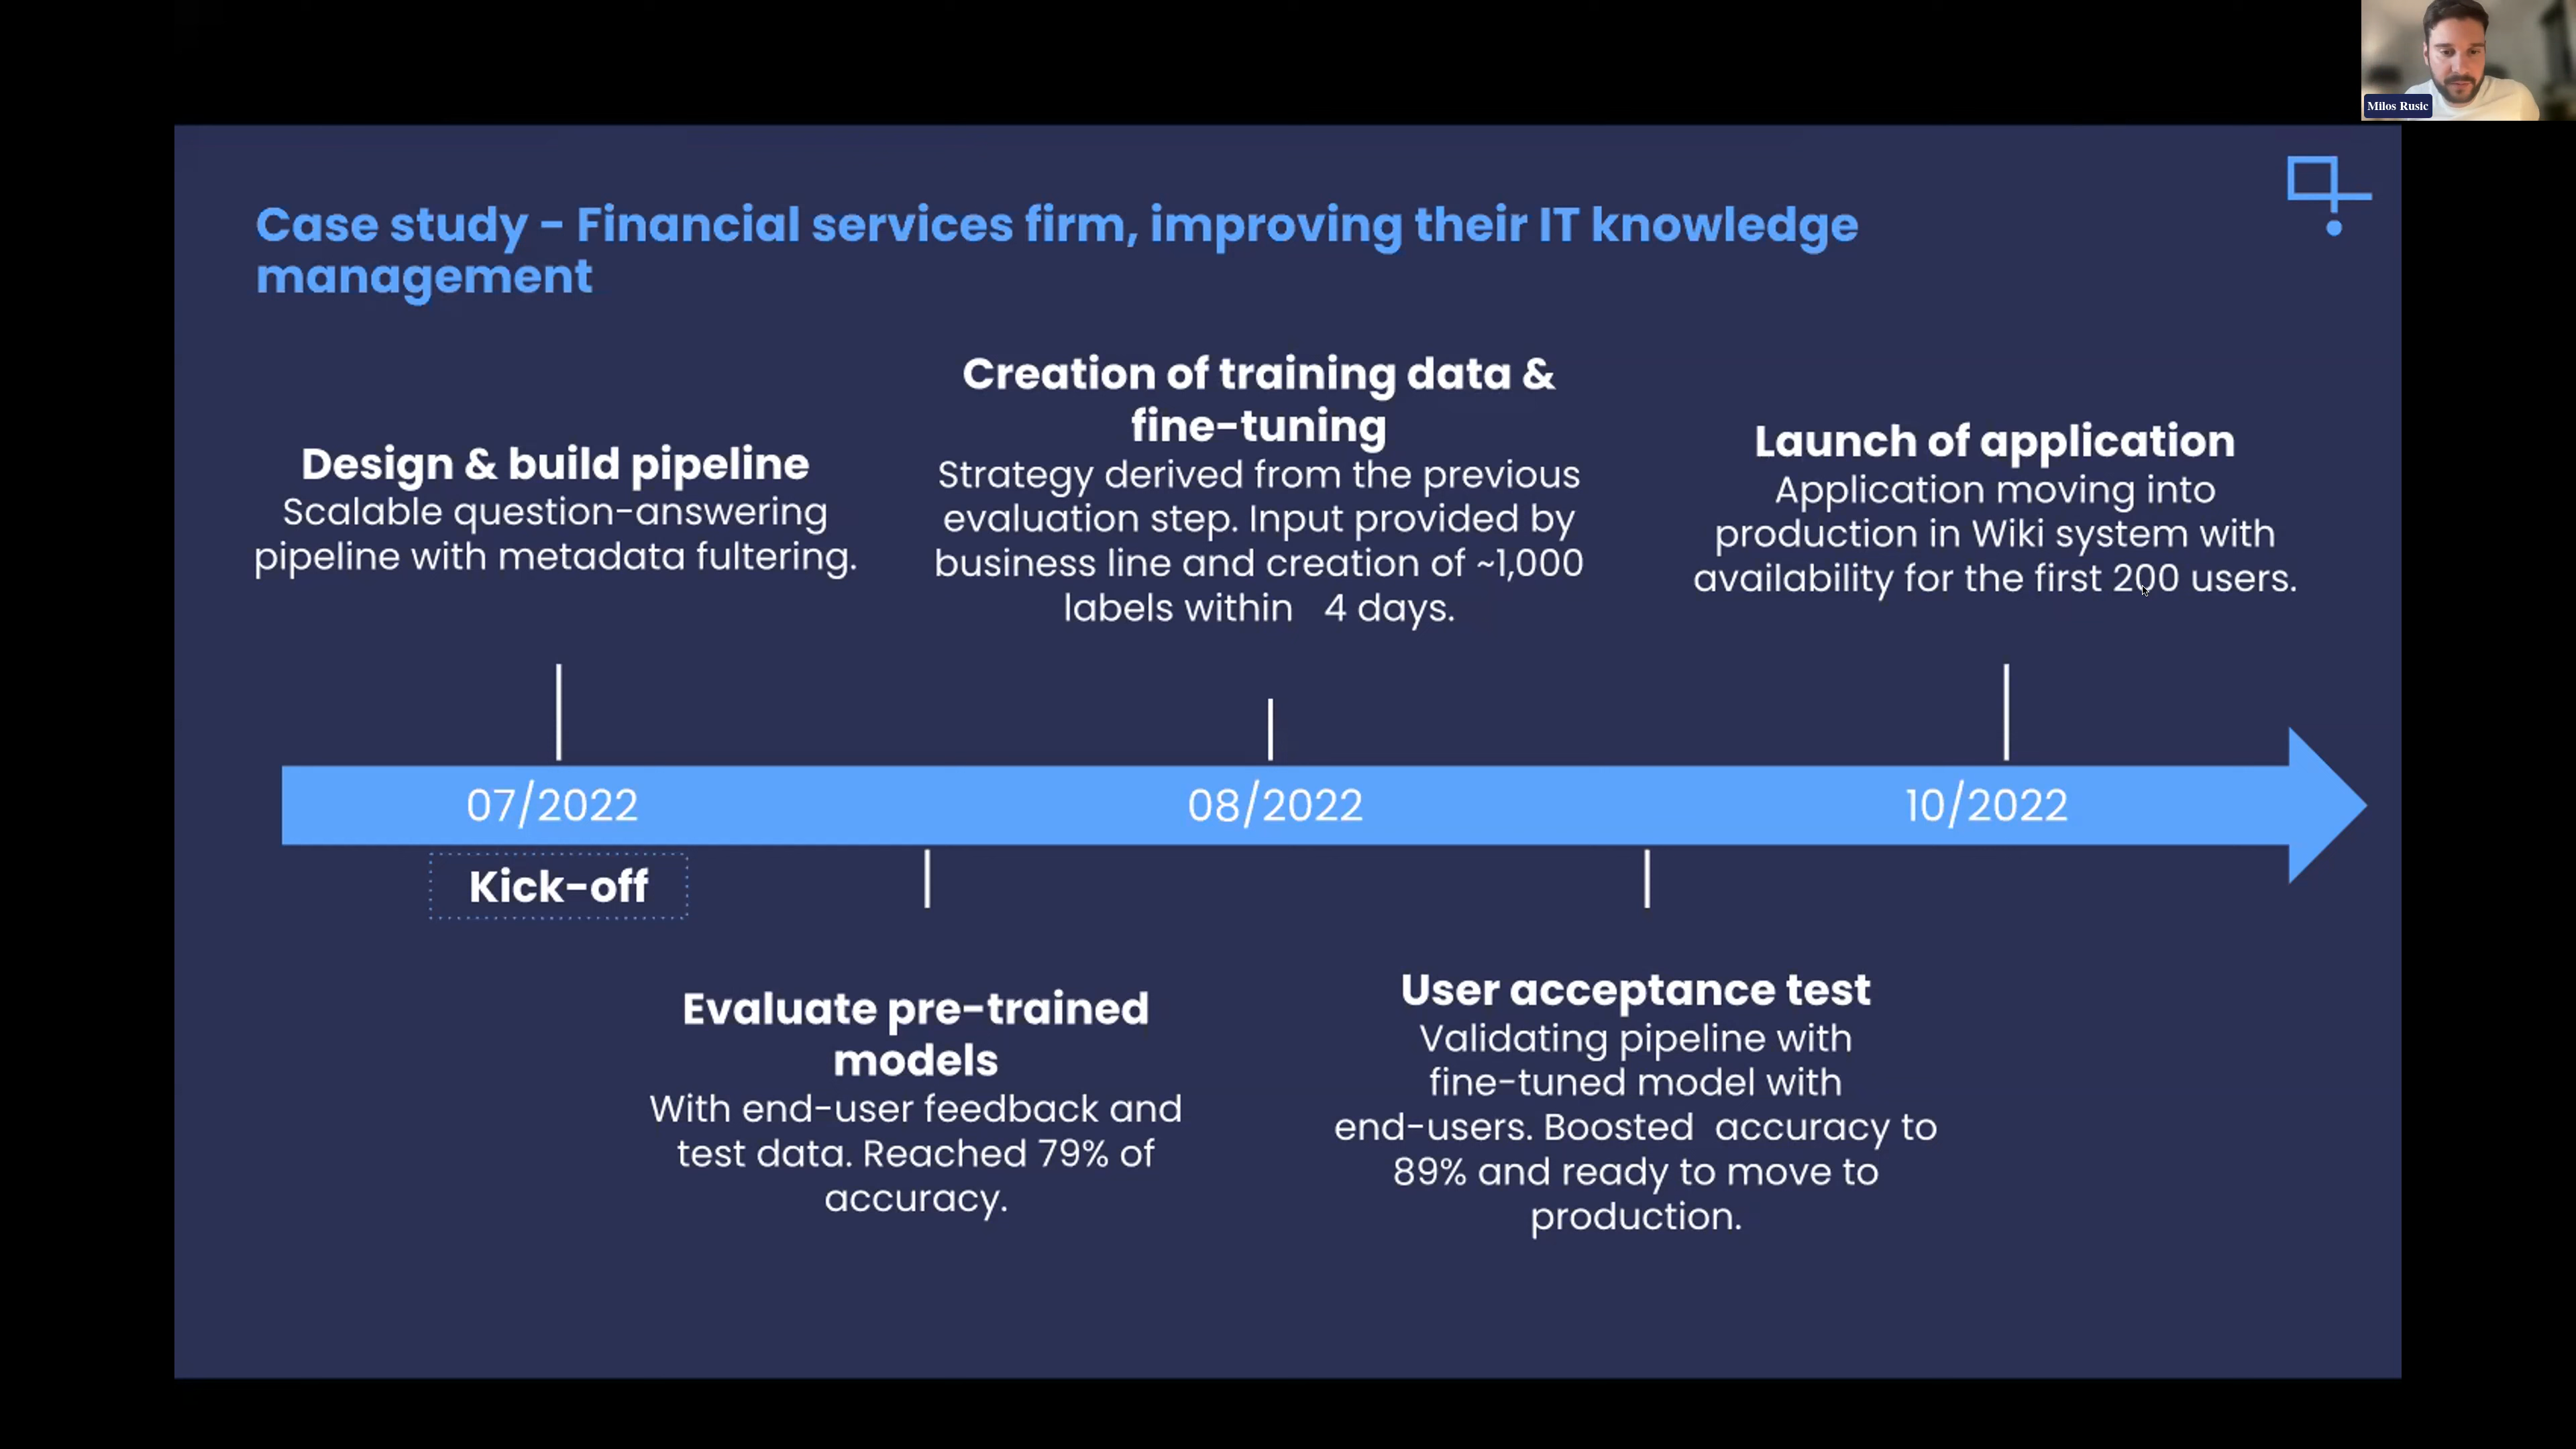 Milos Rusic
Case study - Financial services firm, improving their IT knowledge
management
Design & build pipeline
Scalable question-answering
pipeline with metadata fultering.
Creation of training data &
fine-tuning
Strategy derived from the previous
evaluation step. Input provided by
business line and creation of ~1,000
labels within   4 days.
Launch of application
Application moving into
production in Wiki system with
availability for the first 200 users.
07/2022
08/2022
10/2022
Kick-off
Evaluate pre-trained
models
With end-user feedback and
test data. Reached 79% of
accuracy.
User acceptance test
Validating pipeline with
fine-tuned model with
end-users. Boosted  accuracy to
89% and ready to move to
production.